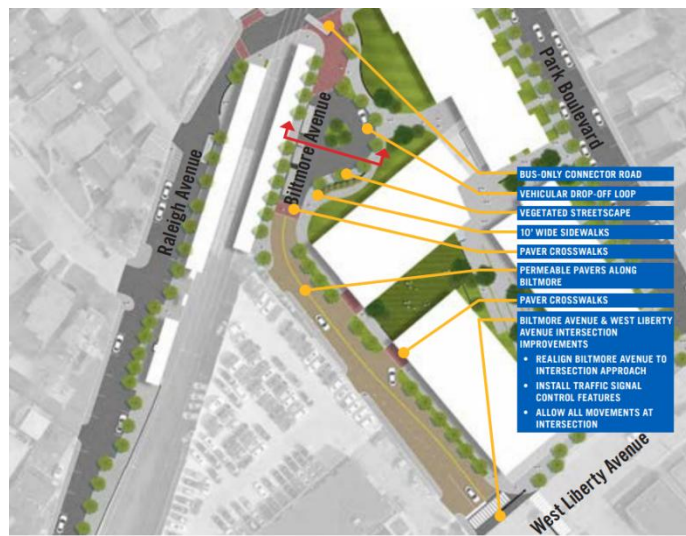 Park Boulevard
Biltmore Avenue
Raleigh Avenue
BUS-ONLY CONNECTOR ROAD
VEHICULAR DROP-OFF LOOP
VEGETATED STREETSCAPE
10' WIDE SIDEWALKS
PAVER CROSSWALKS
PERMEABLE PAVERS ALONG
BILTMORE
PAVER CROSSWALKS
BILTMORE AVENUE & WEST LIBERTY
AVENUE INTERSECTION
IMPROVEMENTS
• REALIGN BILTMORE AVENUE TO
INTERSECTION APPROACH
• INSTALL TRAFFIC SIGNAL
CONTROL FEATURES
• ALLOW ALL MOVEMENTS AT
INTERSECTION
West Liberty Avenue